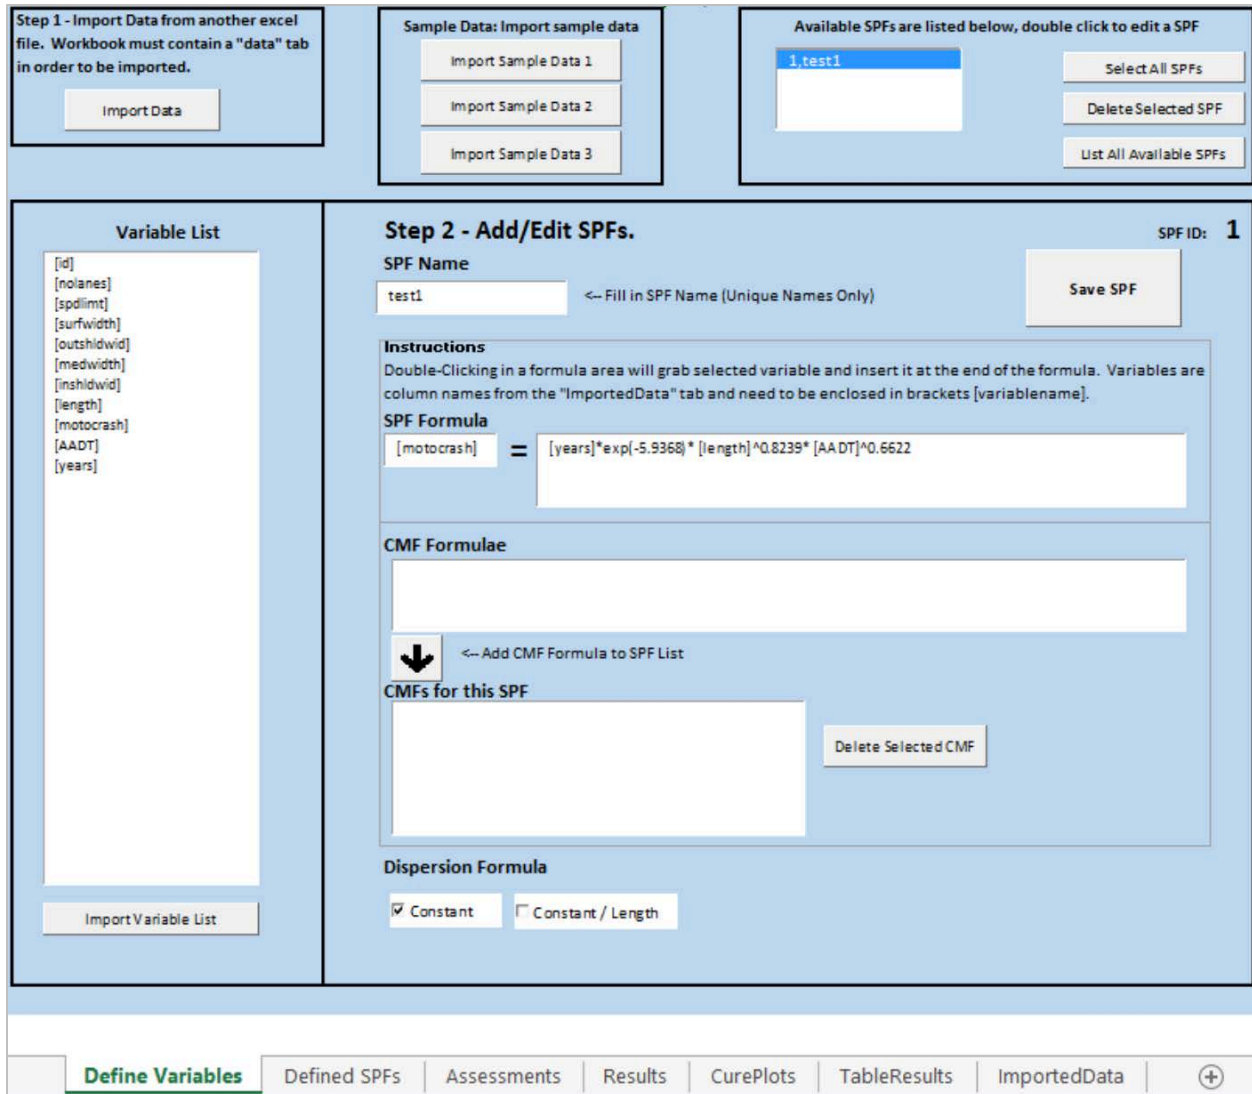 Step 1 - Import Data from another excel
file. Workbook must contain a "data" tab
in order to be imported.
Import Data
Sample Data: Import sample data
Import Sample Data 1
Import Sample Data 2
Import Sample Data 3
Available SPFs are listed below, double click to edit a SPF
1,test1
Select All SPFs
Delete Selected SPF
List All Available SPFs
Variable List
[id]
[nolanes]
[spdlimt]
[surfwidth]
[outshldwid]
[medwidth]
[inshldwid]
[length]
[motocrash]
[AADT]
[years]
Import Variable List
Step 2 - Add/Edit SPFs.
SPF ID: 1
SPF Name
test1
<-- Fill in SPF Name (Unique Names Only)
Save SPF
Instructions
Double-Clicking in a formula area will grab selected variable and insert it at the end of the formula. Variables are
column names from the "ImportedData" tab and need to be enclosed in brackets [variablename].
SPF Formula
[motocrash] = [years]*exp(-5.9368)* [length]^0.8239* [AADT]^0.6622
CMF Formulae
<-- Add CMF Formula to SPF List
CMFs for this SPF
Delete Selected CMF
Dispersion Formula
Constant
Constant / Length
Define Variables
Defined SPFs
Assessments
Results
CurePlots
TableResults
ImportedData